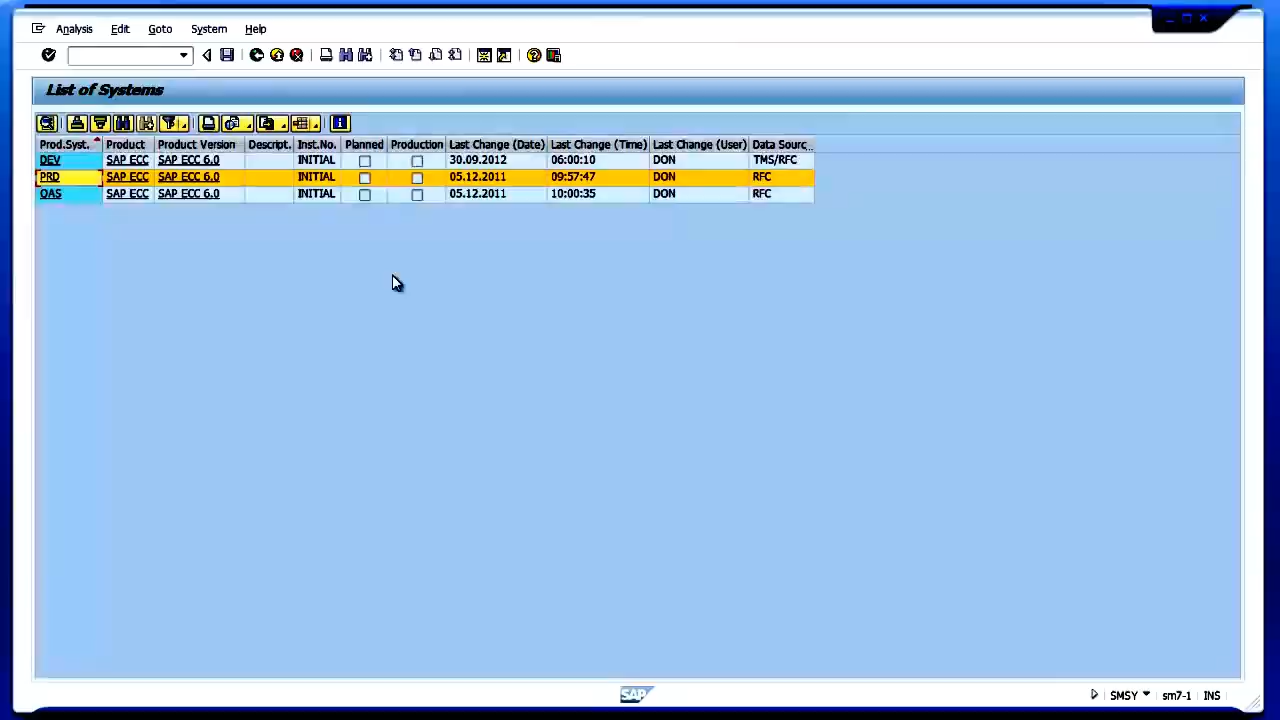 Analysis Edit Goto System Help
List of Systems
Prod.Syst. Product Product Version Descript. Inst.No. Planned Production Last Change (Date) Last Change (Time) Last Change (User) Data Sourc...
DEV SAP ECC SAP ECC 6.0 INITIAL 30.09.2012 06:00:10 DON TMS/RFC
PRD SAP ECC SAP ECC 6.0 INITIAL 05.12.2011 09:57:47 DON RFC
QAS SAP ECC SAP ECC 6.0 INITIAL 05.12.2011 10:00:35 DON RFC
SAP SMSY sm7-1 INS